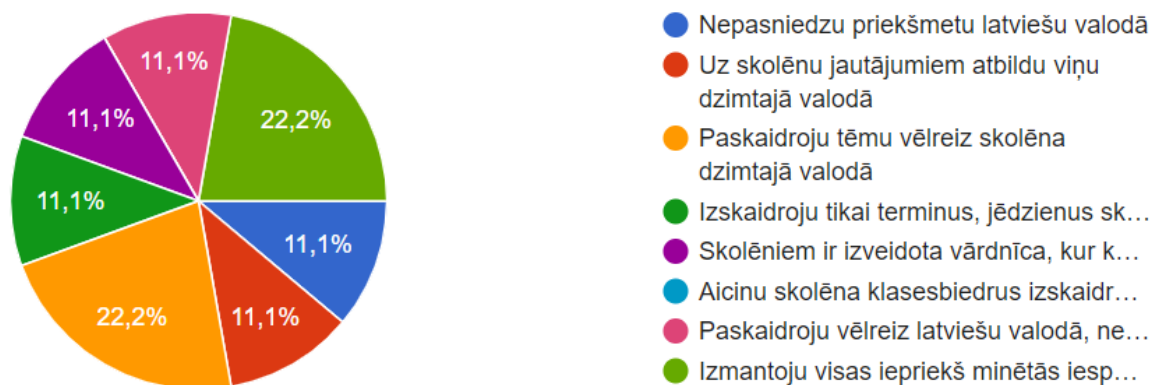 11,1%
22,2%
11,1%
11,1%
11,1%
22,2%
11,1%
Nepasniedzu priekšmetu latviešu valodā
Uz skolēnu jautājumiem atbildu viņu
dzimtajā valodā
Paskaidroju tēmu vēlreiz skolēna
dzimtajā valodā
Izskaidroju tikai terminus, jēdzienus sk…
Skolēniem ir izveidota vārdnīca, kur k…
Aicinu skolēna klasesbiedrus izskaidr…
Paskaidroju vēlreiz latviešu valodā, ne…
Izmantoju visas iepriekš minētās iesp…